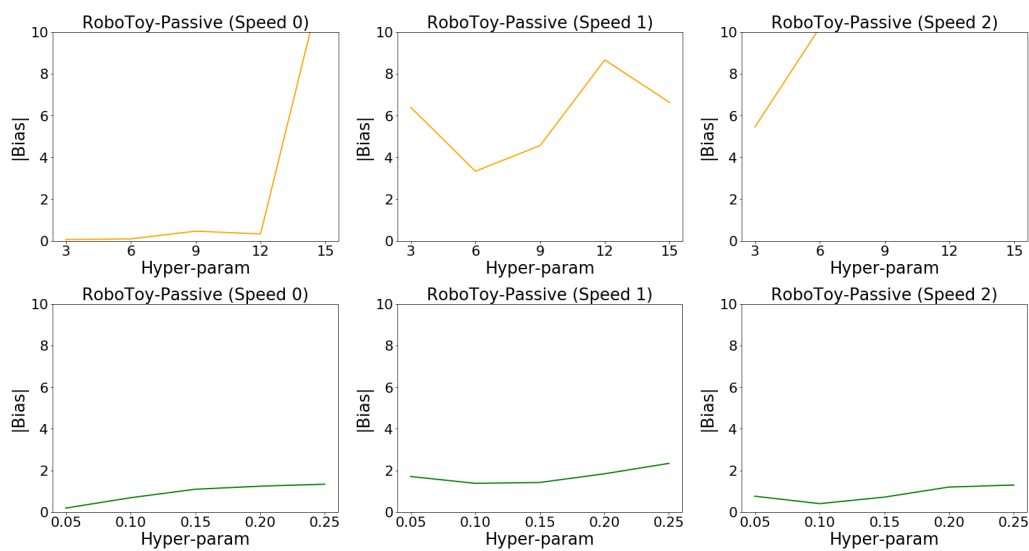 RoboToy-Passive (Speed 0)
10
8
6
4
2
0
|Bias|
3 6 9 12 15
Hyper-param
RoboToy-Passive (Speed 1)
10
8
6
4
2
0
|Bias|
3 6 9 12 15
Hyper-param
RoboToy-Passive (Speed 2)
10
8
6
4
2
0
|Bias|
3 6 9 12 15
Hyper-param
RoboToy-Passive (Speed 0)
10
8
6
4
2
0
|Bias|
0.05 0.10 0.15 0.20 0.25
Hyper-param
RoboToy-Passive (Speed 1)
10
8
6
4
2
0
|Bias|
0.05 0.10 0.15 0.20 0.25
Hyper-param
RoboToy-Passive (Speed 2)
10
8
6
4
2
0
|Bias|
0.05 0.10 0.15 0.20 0.25
Hyper-param